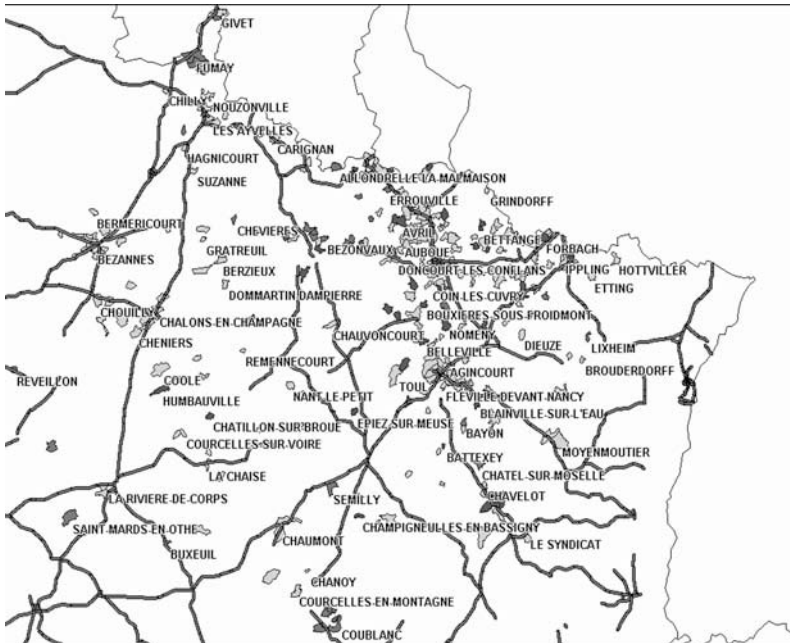 GIVET
FUMAY
CHILLY
NOUZONVILLE
LES AYVELLES
CARIGNAN
HAGNICOURT
SUZANNE
ALLONDRELLE-LA-MALMAISON
ERROUVILLE
GRINDORFF
BERMERICOURT
CHEVIERES
AVRIL
BETTANGE
BEZANNES
GRATREUIL
BEZONVAUX
AUBOUE
FORBACH
BERZIEUX
DONCOURT-LES-CONFLANS
IPPLING
HOTTVILLER
ETTING
DOMMARTIN-DAMPIERRE
COIN-LES-CUVRY
CHOUILLY
CHALONS-EN-CHAMPAGNE
BOUXIERES-SOUS-FROIDMONT
CHAUVONCOURT
NOMENY
CHENIERS
DIEUZE
LIXHEIM
BELLEVILLE
REMENNECOURT
AGINCOURT
BROUDERDORFF
REVEILLON
COOLE
TOUL
HUMBAUVILLE
NANT-LE-PETIT
FLEVILLE-DEVANT-NANCY
BLAINVILLE-SUR-L'EAU
CHATILLON-SUR-BROUE
EPIEZ-SUR-MEUSE
BAYON
COURCELLES-SUR-VOIRE
MOYENMOUTIER
BATTEXEY
LA CHAISE
CHATEL-SUR-MOSELLE
LA RIVIERE-DE-CORPS
SEMILLY
CHAVELOT
SAINT-MARDS-EN-OTHE
CHAMPIGNEULLES-EN-BASSIGNY
CHAUMONT
LE SYNDICAT
BUXEUIL
CHANOY
COURCELLES-EN-MONTAGNE
COUBLANC